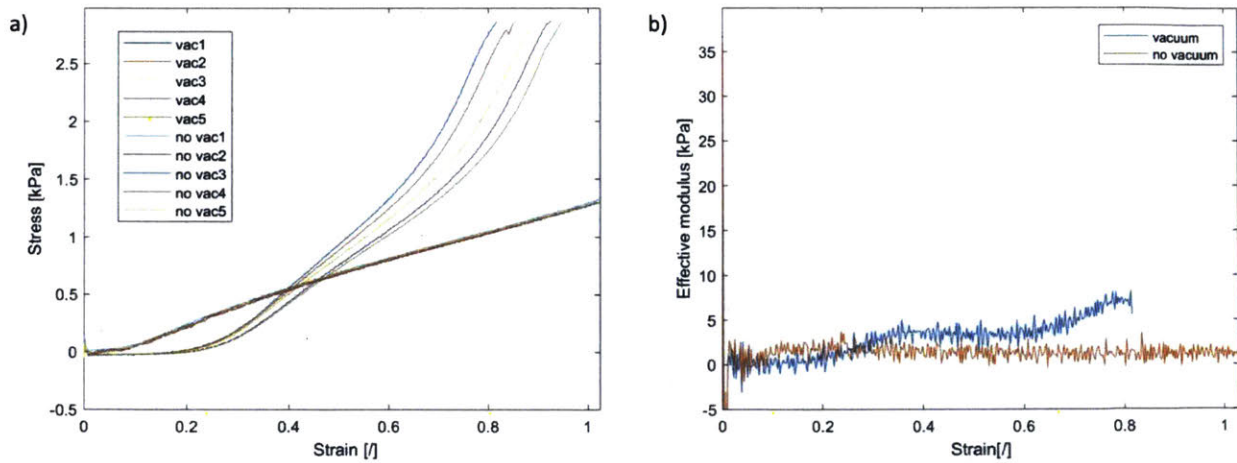 a)
2.5
2
1.5
1
0.5
0
-0.5
Stress [kPa]
vac1
vac2
vac3
vac4
vac5
no vac1
no vac2
no vac3
no vac4
no vac5
0
0.2
0.4
0.6
0.8
1
Strain [/]
b)
35
30
25
20
15
10
5
0
-5
Effective modulus [kPa]
vacuum
no vacuum
0
0.2
0.4
0.6
0.8
1
Strain[/]